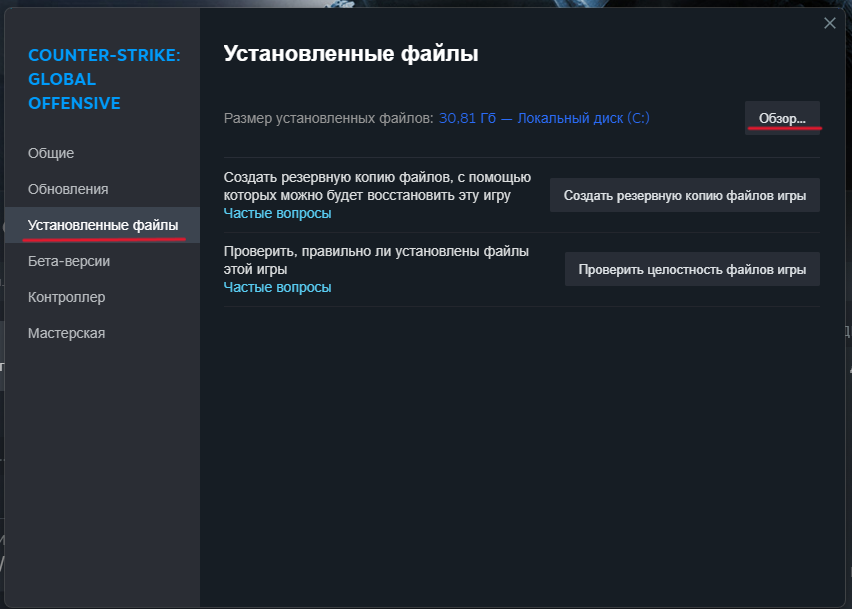 COUNTER-STRIKE:
GLOBAL
OFFENSIVE
Общие
Обновления
Установленные файлы
Бета-версии
Контроллер
Мастерская
Установленные файлы
Размер установленных файлов: 30,81 Гб — Локальный диск (C:)
Обзор...
Создать резервную копию файлов, с помощью
которых можно будет восстановить эту игру
Частые вопросы
Создать резервную копию файлов игры
Проверить, правильно ли установлены файлы
этой игры
Частые вопросы
Проверить целостность файлов игры